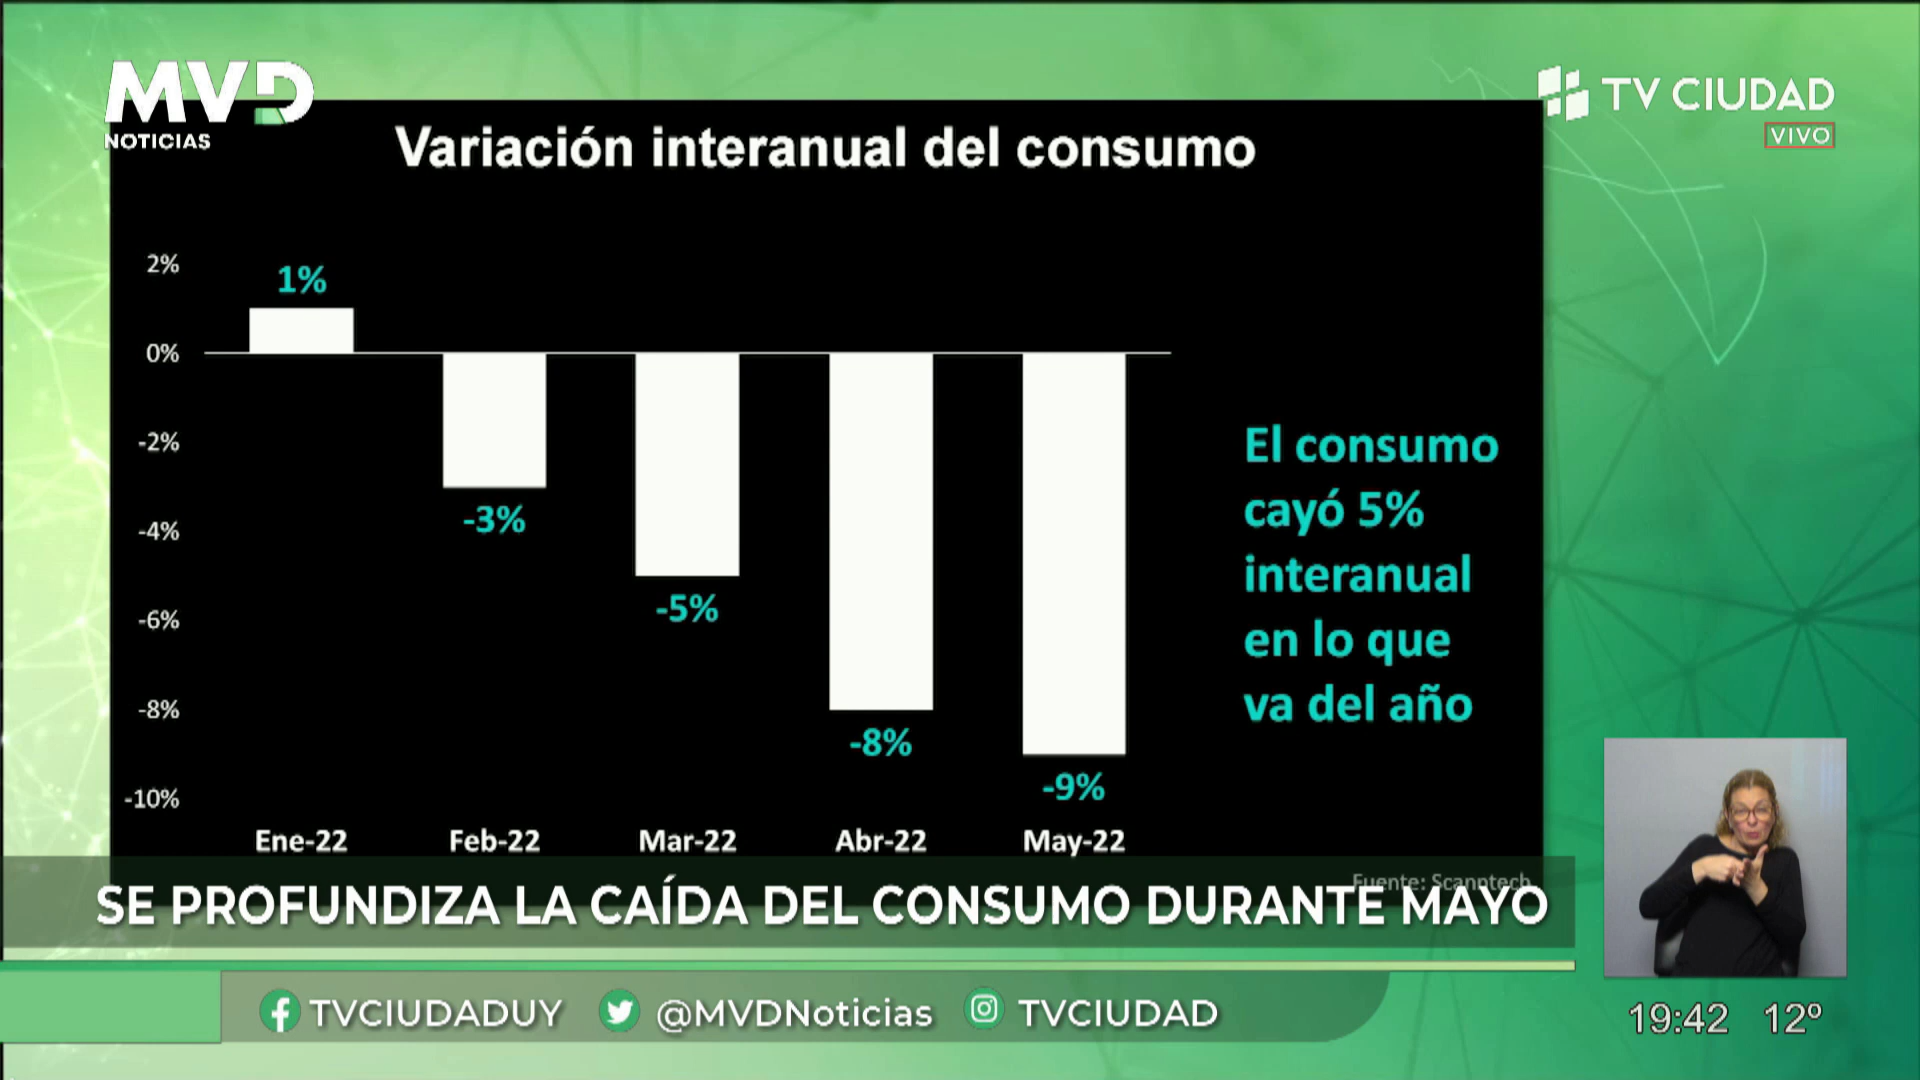 MVD
NOTICIAS
TV CIUDAD
VIVO
Variación interanual del consumo
2%
0%
-2%
-4%
-6%
-8%
-10%
1%
-3%
-5%
-8%
-9%
Ene-22
Feb-22
Mar-22
Abr-22
May-22
El consumo
cayó 5%
interanual
en lo que
va del año
Fuente: Scanntech
SE PROFUNDIZA LA CAÍDA DEL CONSUMO DURANTE MAYO
TVCIUDADUY @MVDNoticias TVCIUDAD
19:42 12º